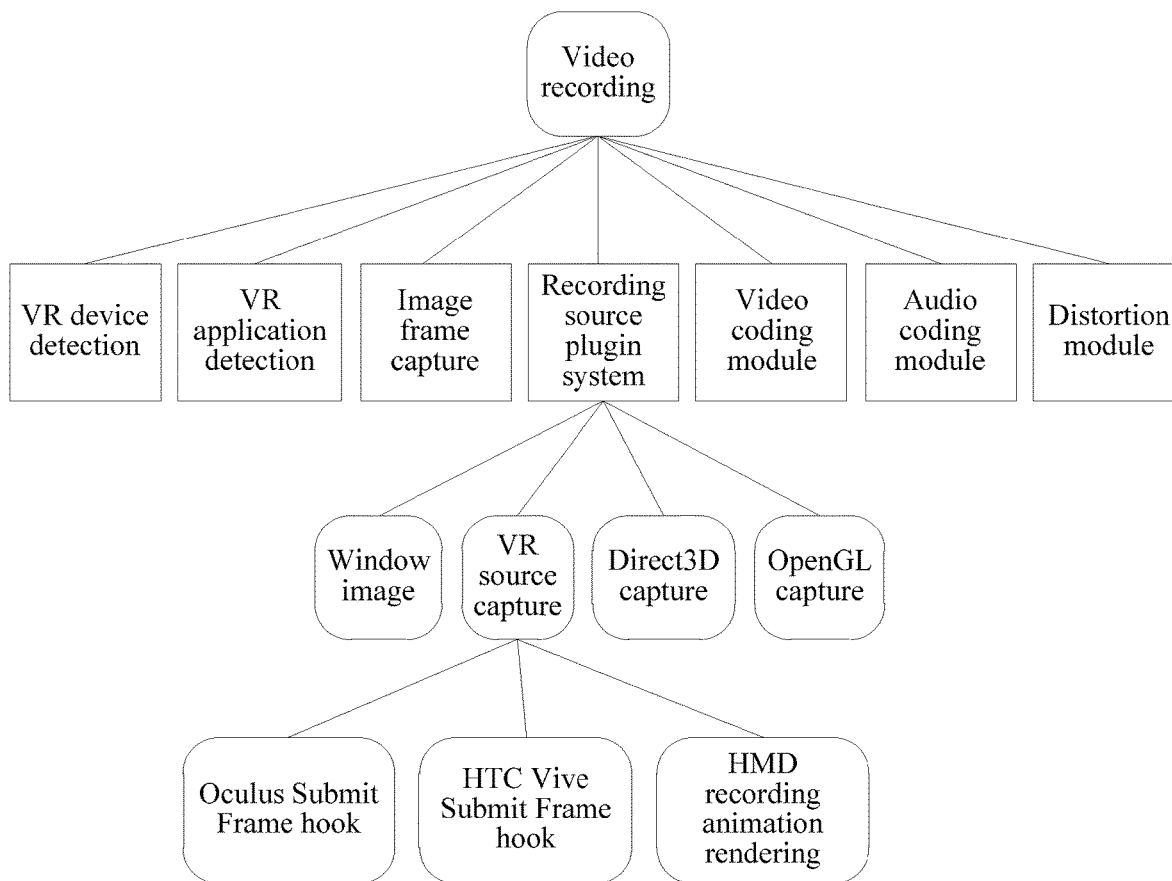 Video
recording
VR device
detection
VR
application
detection
Image
frame
capture
Recording
source
plugin
system
Video
coding
module
Audio
coding
module
Distortion
module
Window
image
VR
source
capture
Direct3D
capture
OpenGL
capture
Oculus Submit
Frame hook
HTC Vive
Submit Frame
hook
HMD
recording
animation
rendering